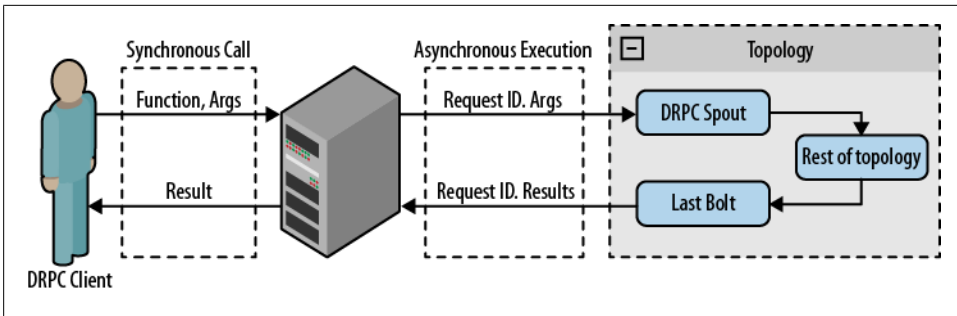 Synchronous Call
Asynchronous Execution
Topology
Function, Args
Request ID. Args
DRPC Spout
Rest of topology
Result
Request ID. Results
Last Bolt
DRPC Client